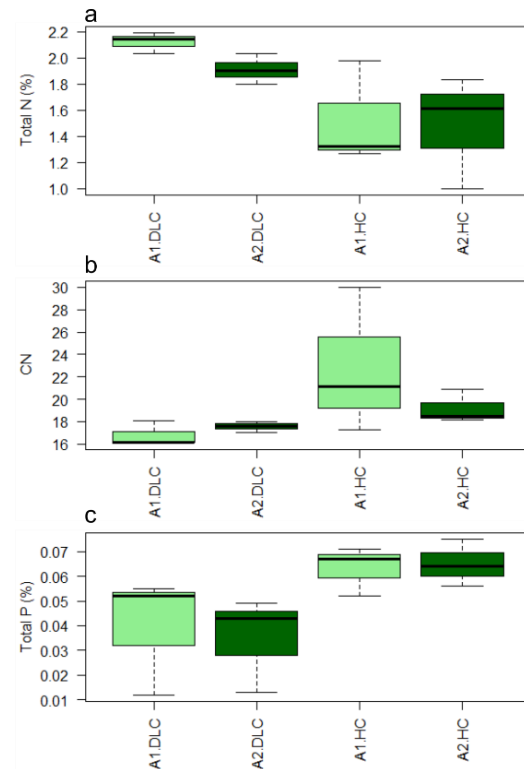 a
Total N (%)
2.2
2.0
1.8
1.6
1.4
1.2
1.0
A1.DLC
A2.DLC
A1.HC
A2.HC
b
CN
30
28
26
24
22
20
18
16
A1.DLC
A2.DLC
A1.HC
A2.HC
c
Total P (%)
0.07
0.06
0.05
0.04
0.03
0.02
0.01
A1.DLC
A2.DLC
A1.HC
A2.HC